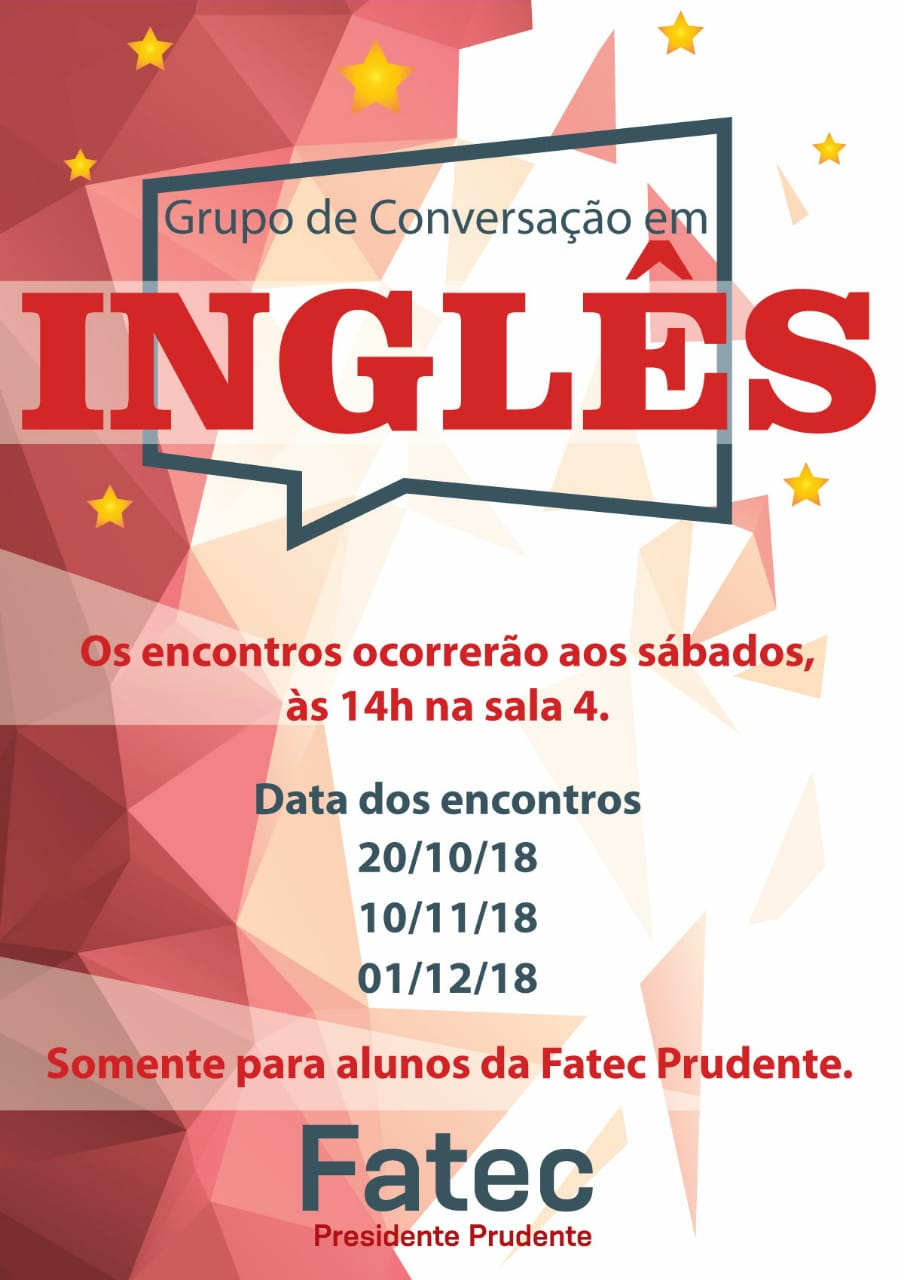 Grupo de Conversação em
INGLÊS
Os encontros ocorrerão aos sábados,
às 14h na sala 4.
Data dos encontros
20/10/18
10/11/18
01/12/18
Somente para alunos da Fatec Prudente.
Fatec
Presidente Prudente